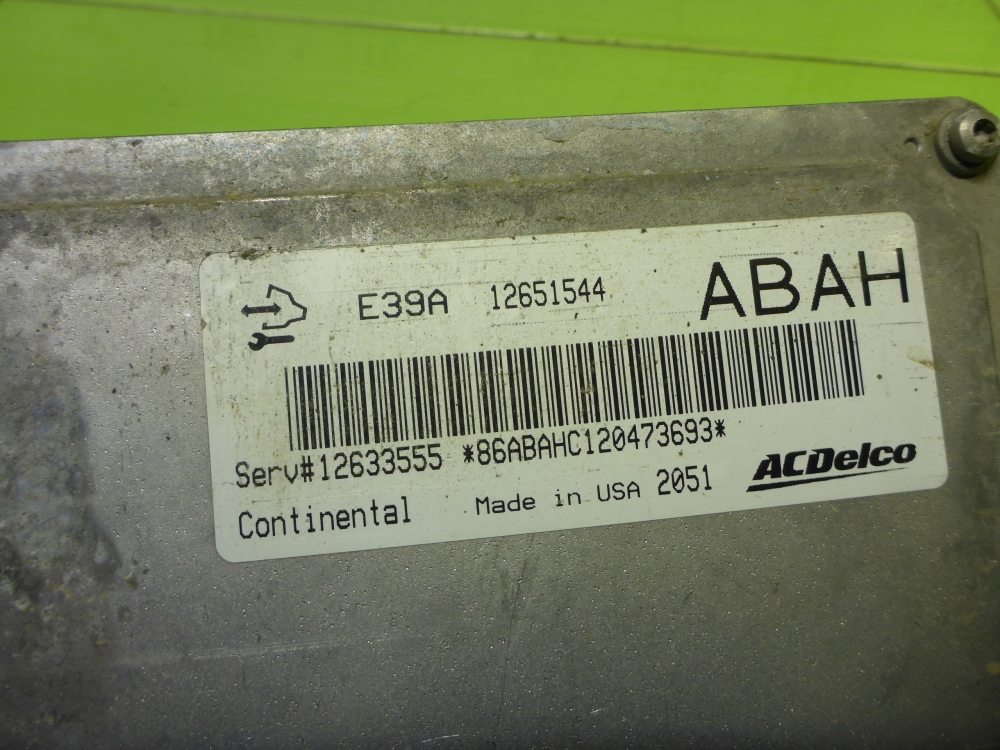 E39A 12651544 ABAH
Serv#12633555 *86ABAHC120473693*
Continental Made in USA 2051 ACDelco